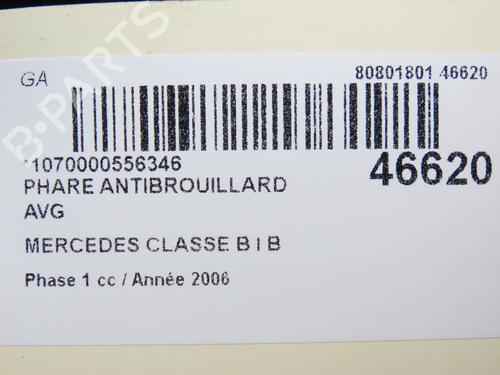 GA
80801801 46620
*1070000556346
46620
PHARE ANTIBROUILLARD
AVG
MERCEDES CLASSE B I B
Phase 1 cc / Année 2006
B-PARTS